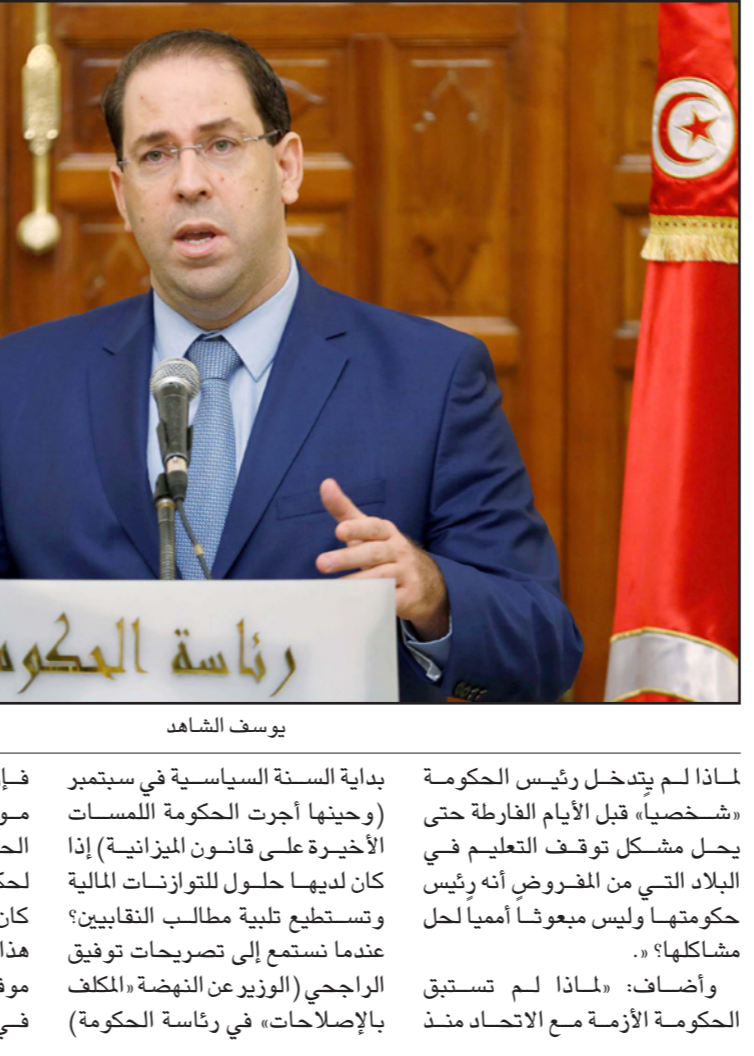 رئاسة الحكوم
يوسف الشاهد
لماذا لم يتدخل رئيس الحكومة
«شخصياً» قبل الأيام الفارطة حتى
يحل مشكل توقف التعليم في
البلاد التي من المفروض أنه رئيس
حكومتها وليس مبعوثاً أممياً لحل
مشاكلها؟ «.
وأضاف: «لماذا لم تستبق
الحكومة الأزمة مع الاتحاد منذ
بداية السنة السياسية في سبتمبر
(وحينها أجرت الحكومة اللمسات
الأخيرة على قانون الميزانية) إذا
كان لديها حلول للتوازنات المالية
وتستطيع تلبية مطالب النقابيين؟
عندما نستمع إلى تصريحات توفيق
الراجحي (الوزير عن النهضة «المكلف
بالإصلاحات» في رئاسة الحكومة)
كان
هذا
في